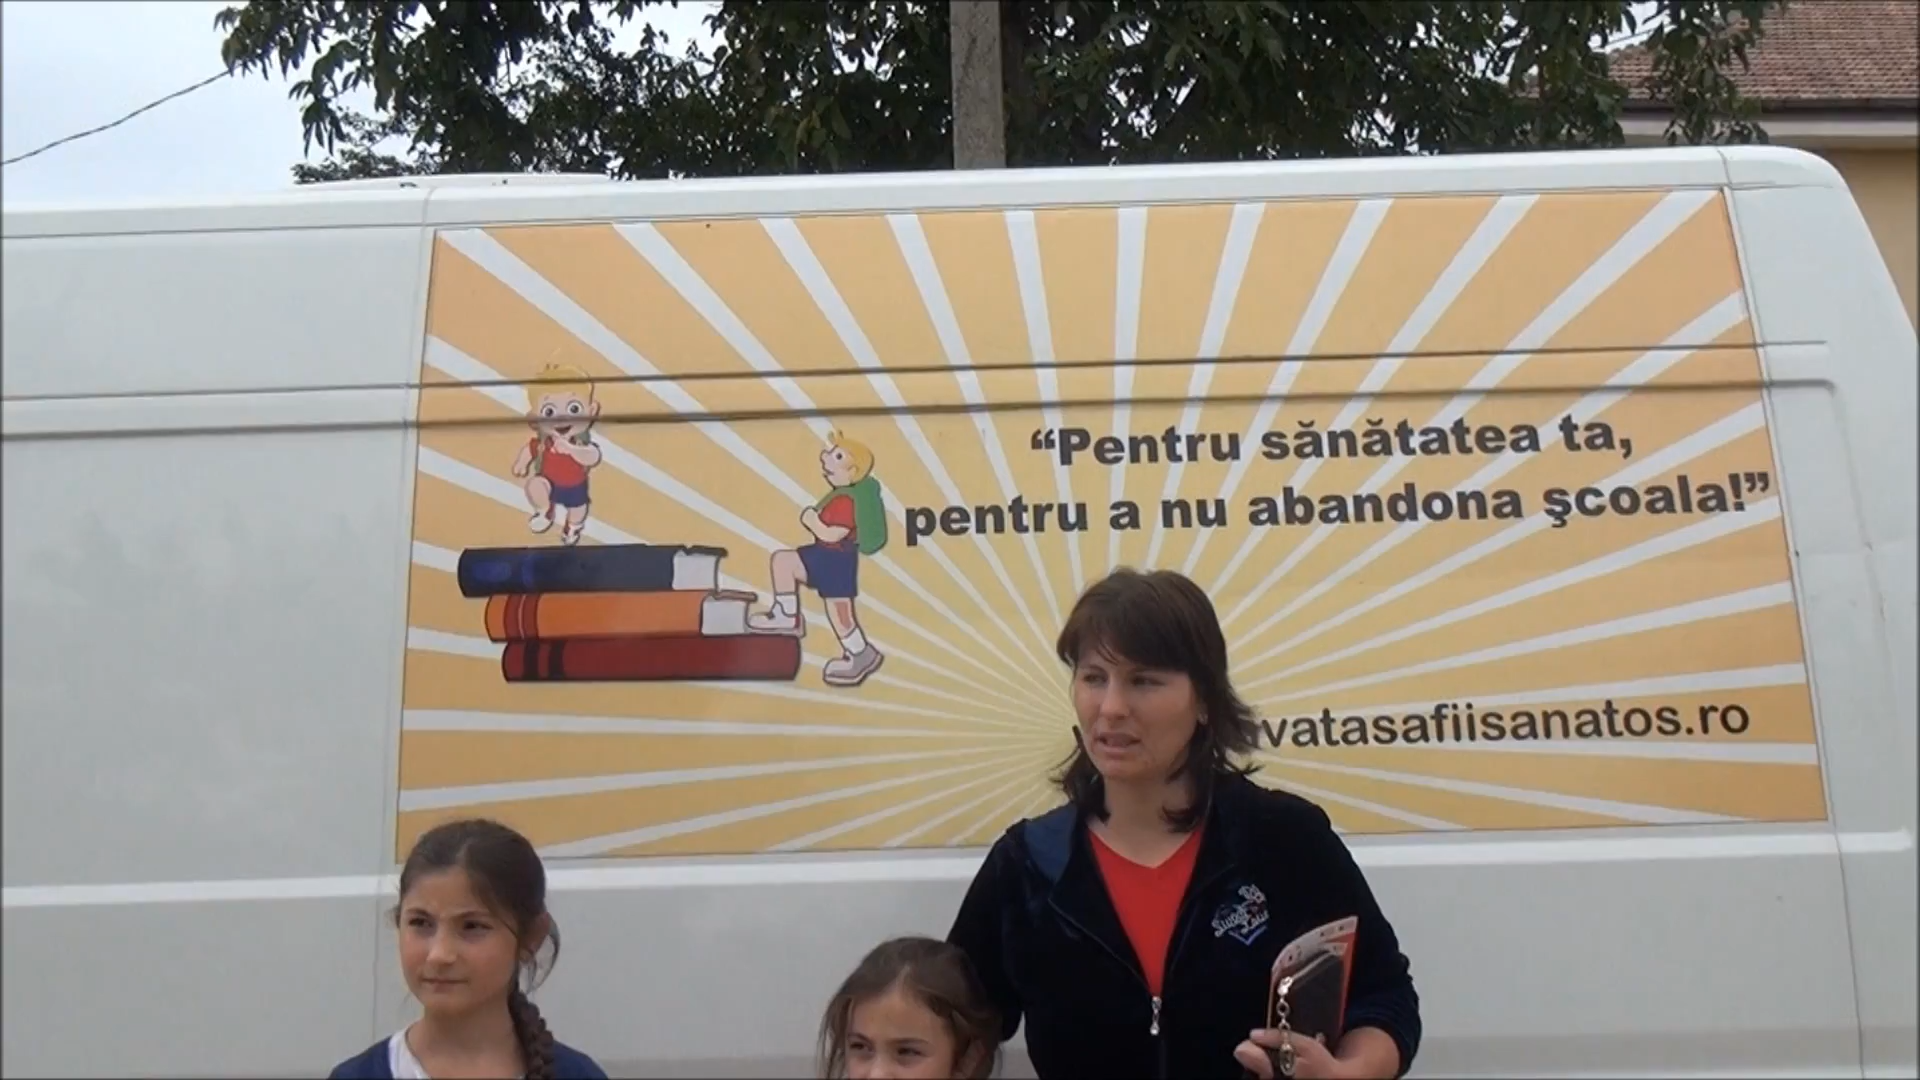 “Pentru sănătatea ta,
pentru a nu abandona şcoala!”
vatasafiisanatos.ro